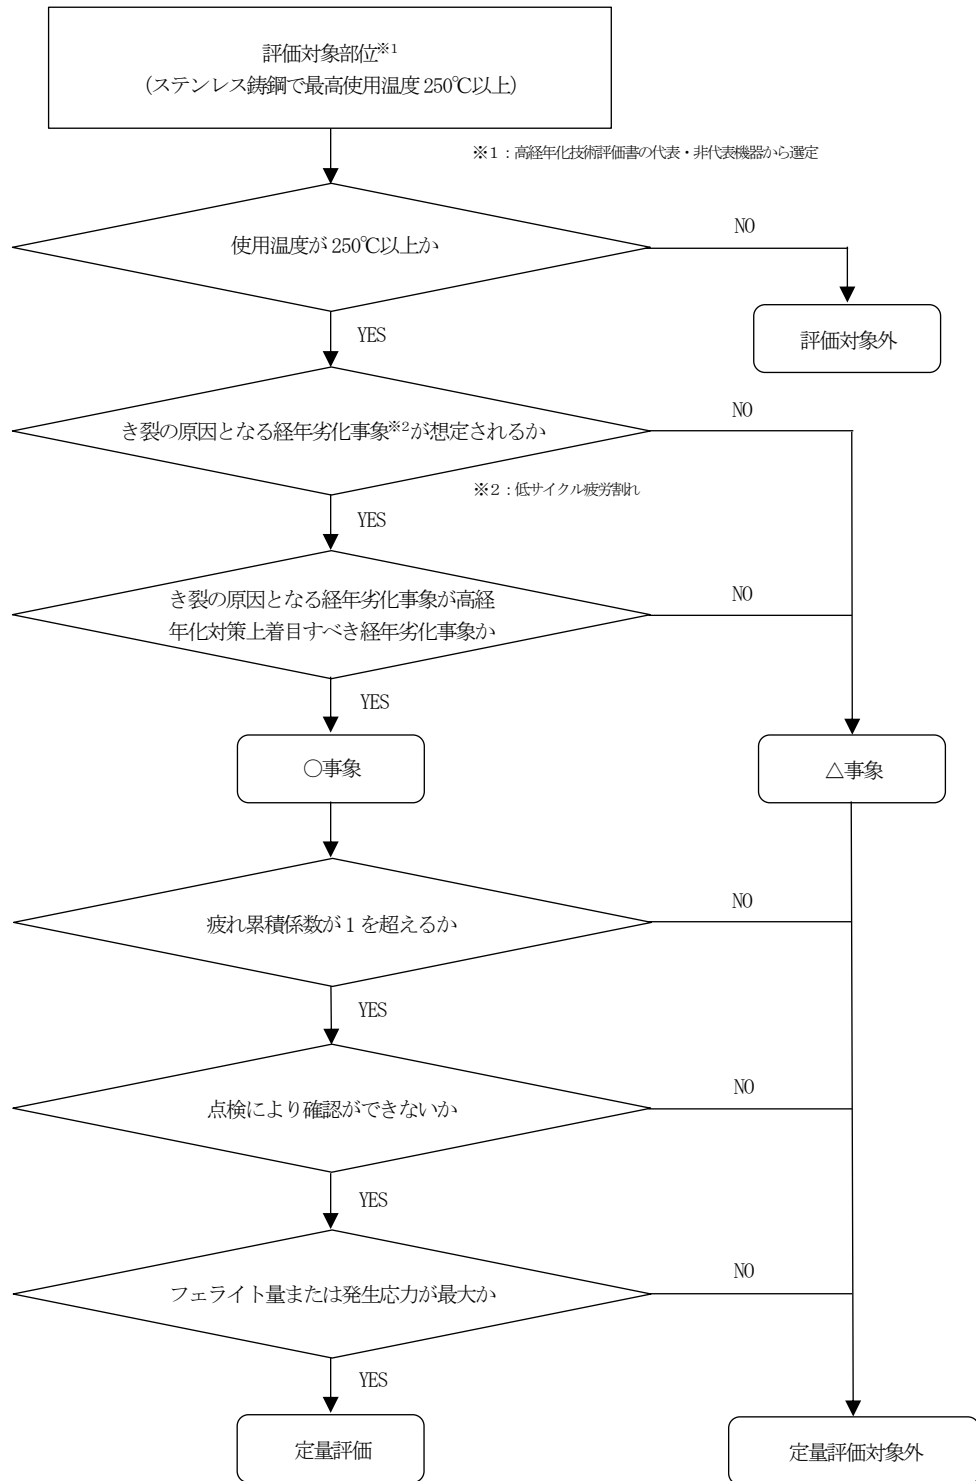 評価対象部位※1
(ステンレス鋳鋼で最高使用温度 250℃以上)
※１：高経年化技術評価書の代表・非代表機器から選定
使用温度が 250℃以上か
NO
YES
評価対象外
き裂の原因となる経年劣化事象※2が想定されるか
NO
※２：低サイクル疲労割れ
YES
き裂の原因となる経年劣化事象が高経
年化対策上着目すべき経年劣化事象か
NO
YES
○事象
△事象
疲れ累積係数が 1 を超えるか
NO
YES
点検により確認ができないか
NO
YES
フェライト量または発生応力が最大か
NO
YES
定量評価
定量評価対象外